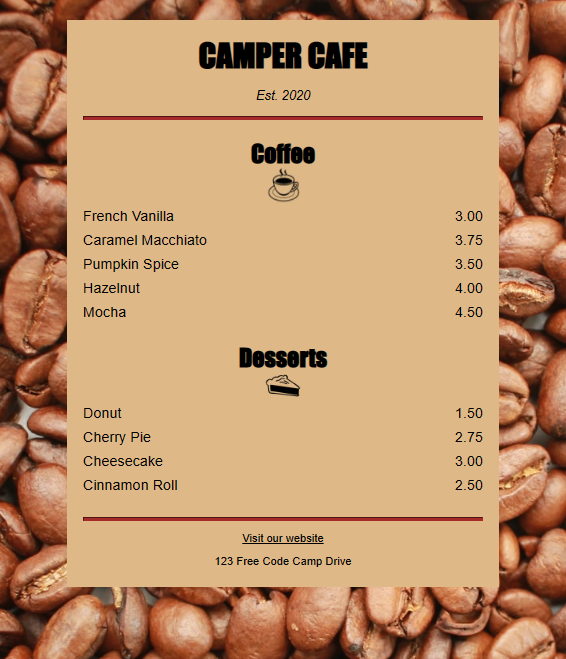 CAMPER CAFE
Est. 2020
Coffee
French Vanilla 3.00
Caramel Macchiato 3.75
Pumpkin Spice 3.50
Hazelnut 4.00
Mocha 4.50
Desserts
Donut 1.50
Cherry Pie 2.75
Cheesecake 3.00
Cinnamon Roll 2.50
Visit our website
123 Free Code Camp Drive